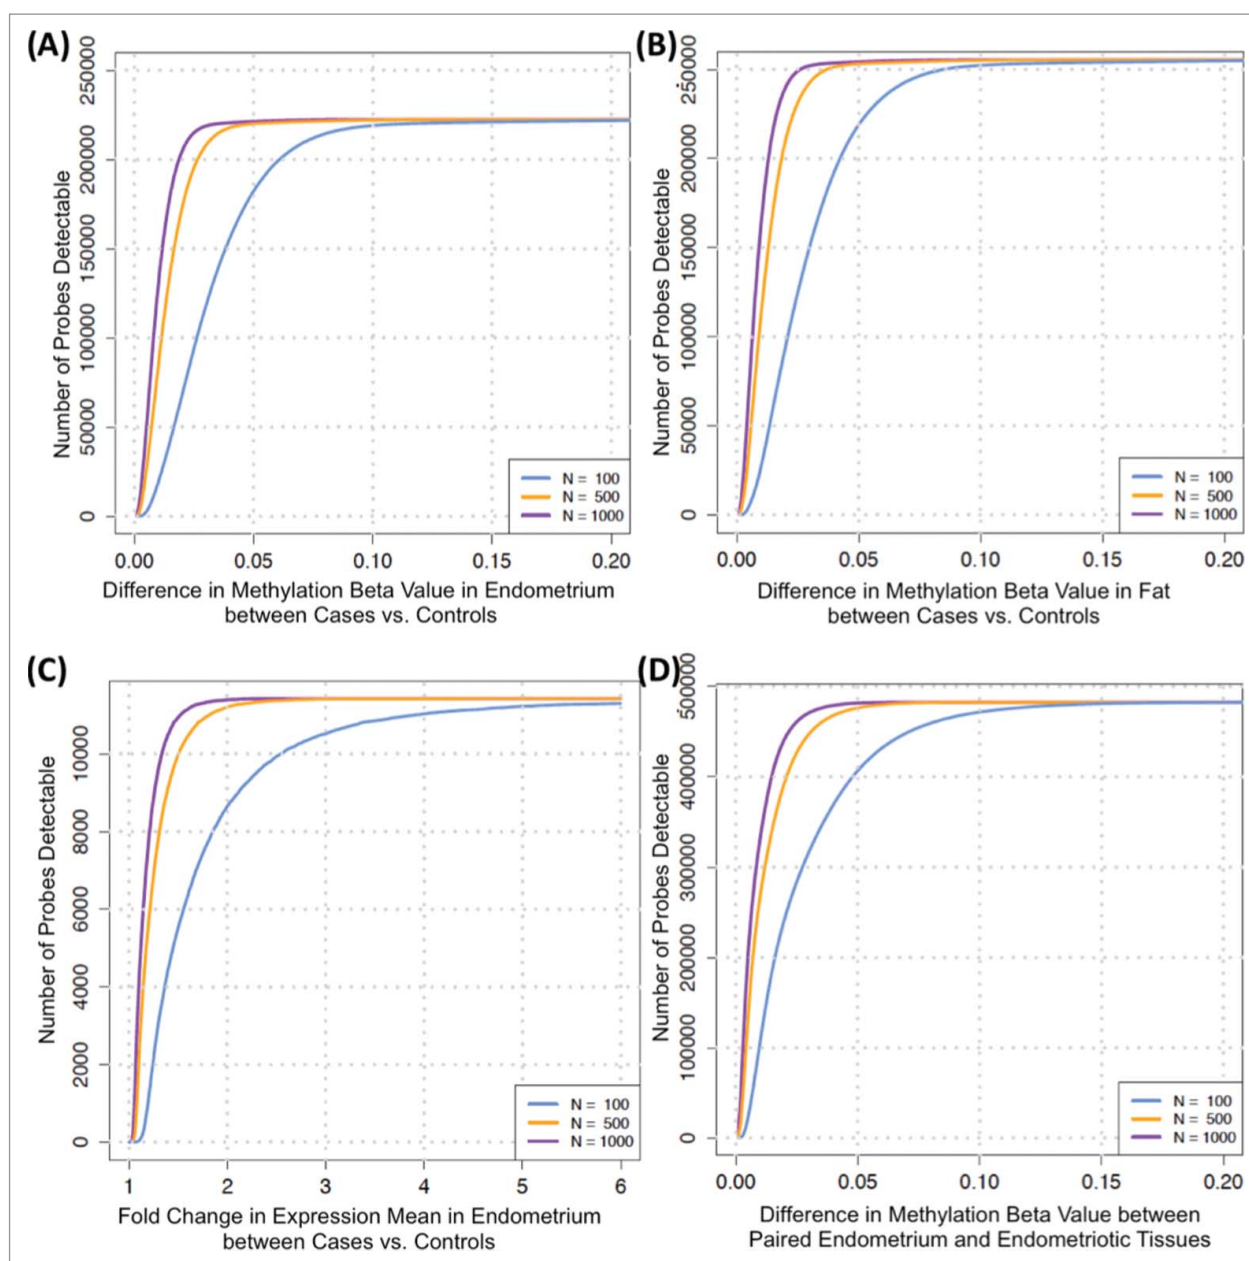 (A)
Number of Probes Detectable
250000
200000
150000
100000
50000
0
N = 100
N = 500
N = 1000
0.00 0.05 0.10 0.15 0.20
Difference in Methylation Beta Value in Endometrium
between Cases vs. Controls
(B)
Number of Probes Detectable
250000
200000
150000
100000
50000
0
N = 100
N = 500
N = 1000
0.00 0.05 0.10 0.15 0.20
Difference in Methylation Beta Value in Fat
between Cases vs. Controls
(C)
Number of Probes Detectable
10000
8000
6000
4000
2000
0
N = 100
N = 500
N = 1000
1 2 3 4 5 6
Fold Change in Expression Mean in Endometrium
between Cases vs. Controls
(D)
Number of Probes Detectable
500000
400000
300000
200000
100000
0
N = 100
N = 500
N = 1000
0.00 0.05 0.10 0.15 0.20
Difference in Methylation Beta Value between
Paired Endometrium and Endometriotic Tissues